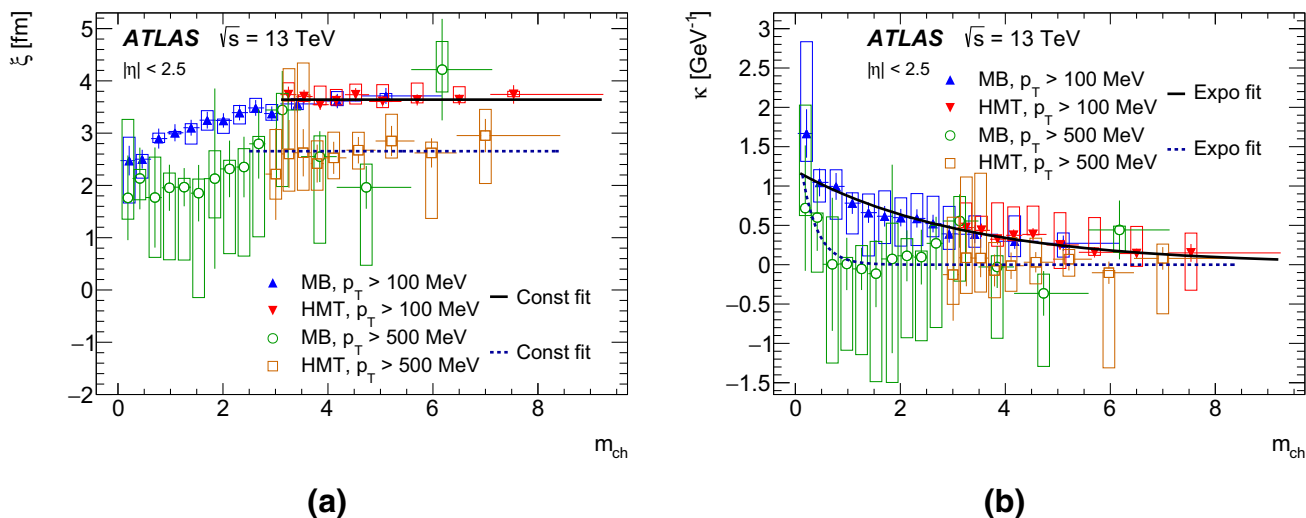 ξ [fm]
5
4
3
2
1
0
−1
−2
ATLAS √s = 13 TeV
|η| < 2.5
MB, p_T > 100 MeV
HMT, p_T > 100 MeV
Const fit
MB, p_T > 500 MeV
HMT, p_T > 500 MeV
Const fit
0 2 4 6 8
m_ch
(a)
κ [GeV⁻¹]
3
2.5
2
1.5
1
0.5
0
−0.5
−1
−1.5
ATLAS √s = 13 TeV
|η| < 2.5
MB, p_T > 100 MeV
HMT, p_T > 100 MeV
Expo fit
MB, p_T > 500 MeV
HMT, p_T > 500 MeV
Expo fit
0 2 4 6 8
m_ch
(b)